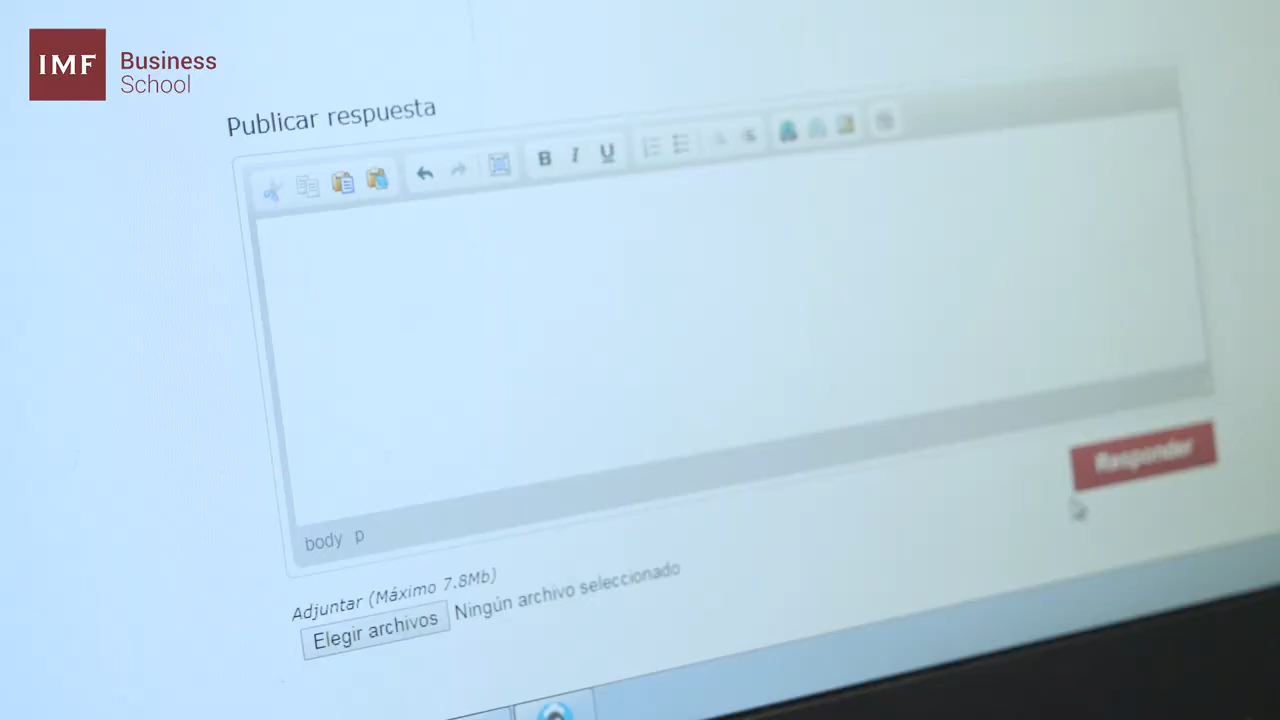 IMF Business
School
Publicar respuesta
B I U
body p
Responder
Adjuntar (Máximo 7.8Mb)
Elegir archivos Ningún archivo seleccionado